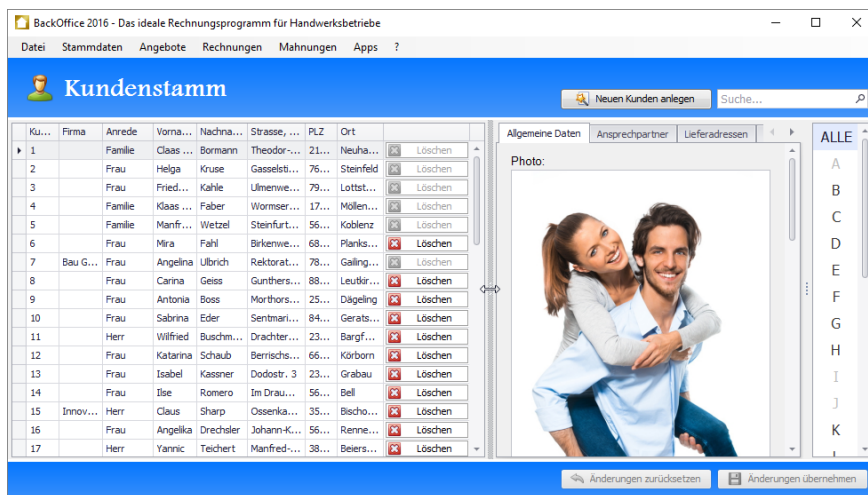 BackOffice 2016 - Das ideale Rechnungsprogramm für Handwerksbetriebe
Datei Stammdaten Angebote Rechnungen Mahnungen Apps ?
Kundenstamm
Neuen Kunden anlegen Suche...
Ku... Firma Anrede Vorna... Nachna... Strasse, ... PLZ Ort
1 Familie Claas ... Bormann Theodor-... 21... Neuha... Löschen
2 Frau Helga Kruse Gasselsti... 76... Steinfeld Löschen
3 Frau Fried... Kahle Ulmenwe... 79... Lottst... Löschen
4 Familie Klaas ... Faber Wormser... 17... Möllen... Löschen
5 Familie Manfr... Wetzel Steinfurt... 56... Koblenz Löschen
6 Frau Mira Fahl Birkenwe... 68... Planks... Löschen
7 Bau G... Frau Angelina Ulbrich Rektorat... 78... Gailing... Löschen
8 Frau Carina Geiss Gunthers... 88... Leutkir... Löschen
9 Frau Antonia Boss Morthors... 25... Dägeling Löschen
10 Frau Sabrina Eder Sentmari... 84... Gerats... Löschen
11 Herr Wilfried Buschm... Drachter... 23... Bargf... Löschen
12 Frau Katarina Schaub Berrischs... 66... Körborn Löschen
13 Frau Isabel Kassner Dodostr. 3 23... Grabau Löschen
14 Frau Ilse Romero Im Drau... 56... Bell Löschen
15 Innov... Herr Claus Sharp Ossenka... 35... Bischo... Löschen
16 Frau Angelika Drechsler Johann-K... 56... Renne... Löschen
17 Herr Yannic Teichert Manfred-... 38... Beiers... Löschen
Allgemeine Daten Ansprechpartner Lieferadressen
Photo:
ALLE
A
B
C
D
E
F
G
H
I
J
K
Änderungen zurücksetzen Änderungen übernehmen